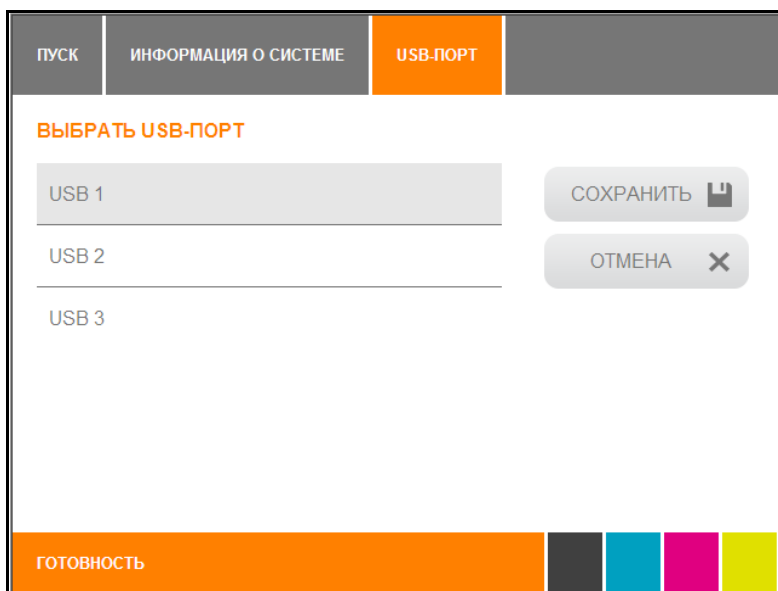 ПУСК
ИНФОРМАЦИЯ О СИСТЕМЕ
USB-ПОРТ
ВЫБРАТЬ USB-ПОРТ
USB 1
USB 2
USB 3
СОХРАНИТЬ
ОТМЕНА
ГОТОВНОСТЬ